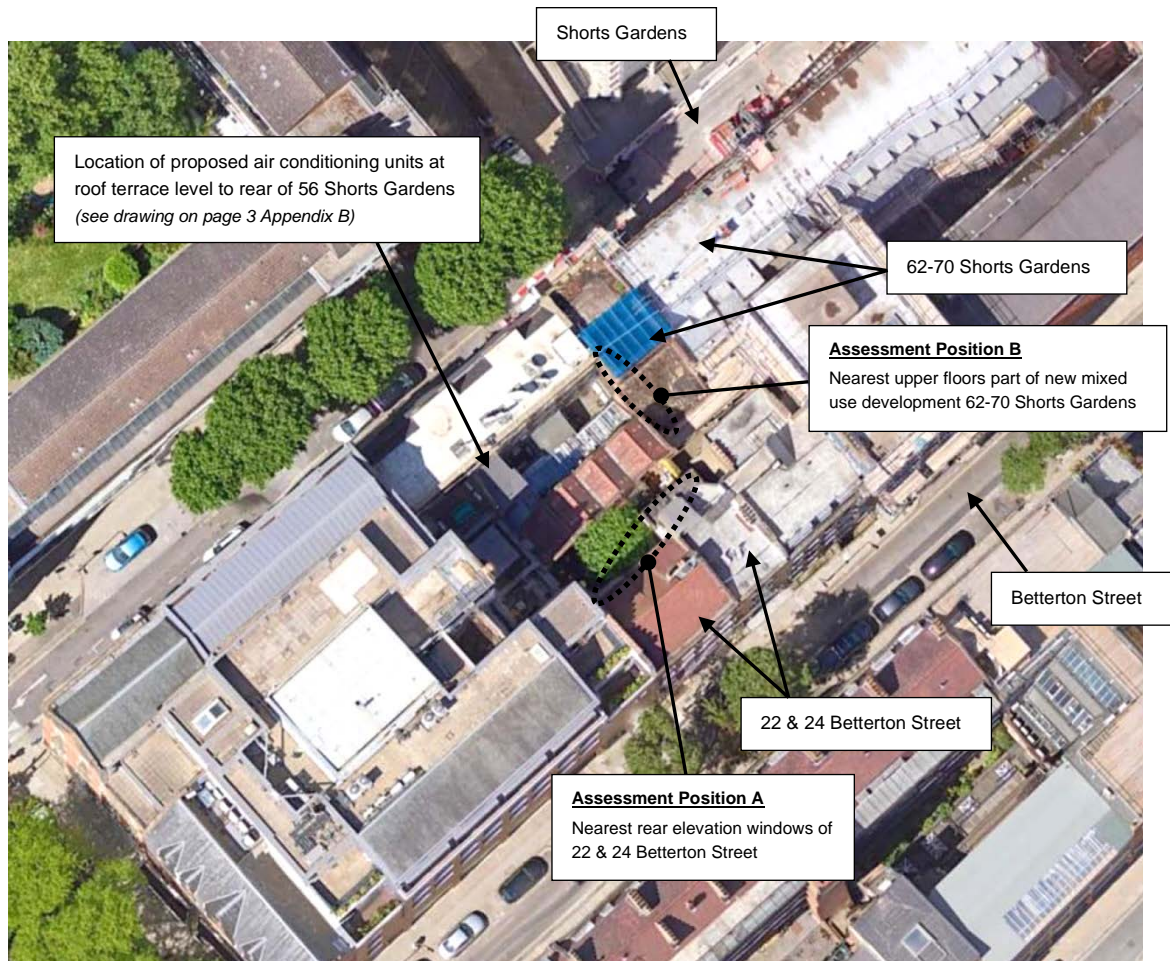 Shorts Gardens
Location of proposed air conditioning units at
roof terrace level to rear of 56 Shorts Gardens
(see drawing on page 3 Appendix B)
62-70 Shorts Gardens
Assessment Position B
Nearest upper floors part of new mixed
use development 62-70 Shorts Gardens
Betterton Street
22 & 24 Betterton Street
Assessment Position A
Nearest rear elevation windows of
22 & 24 Betterton Street